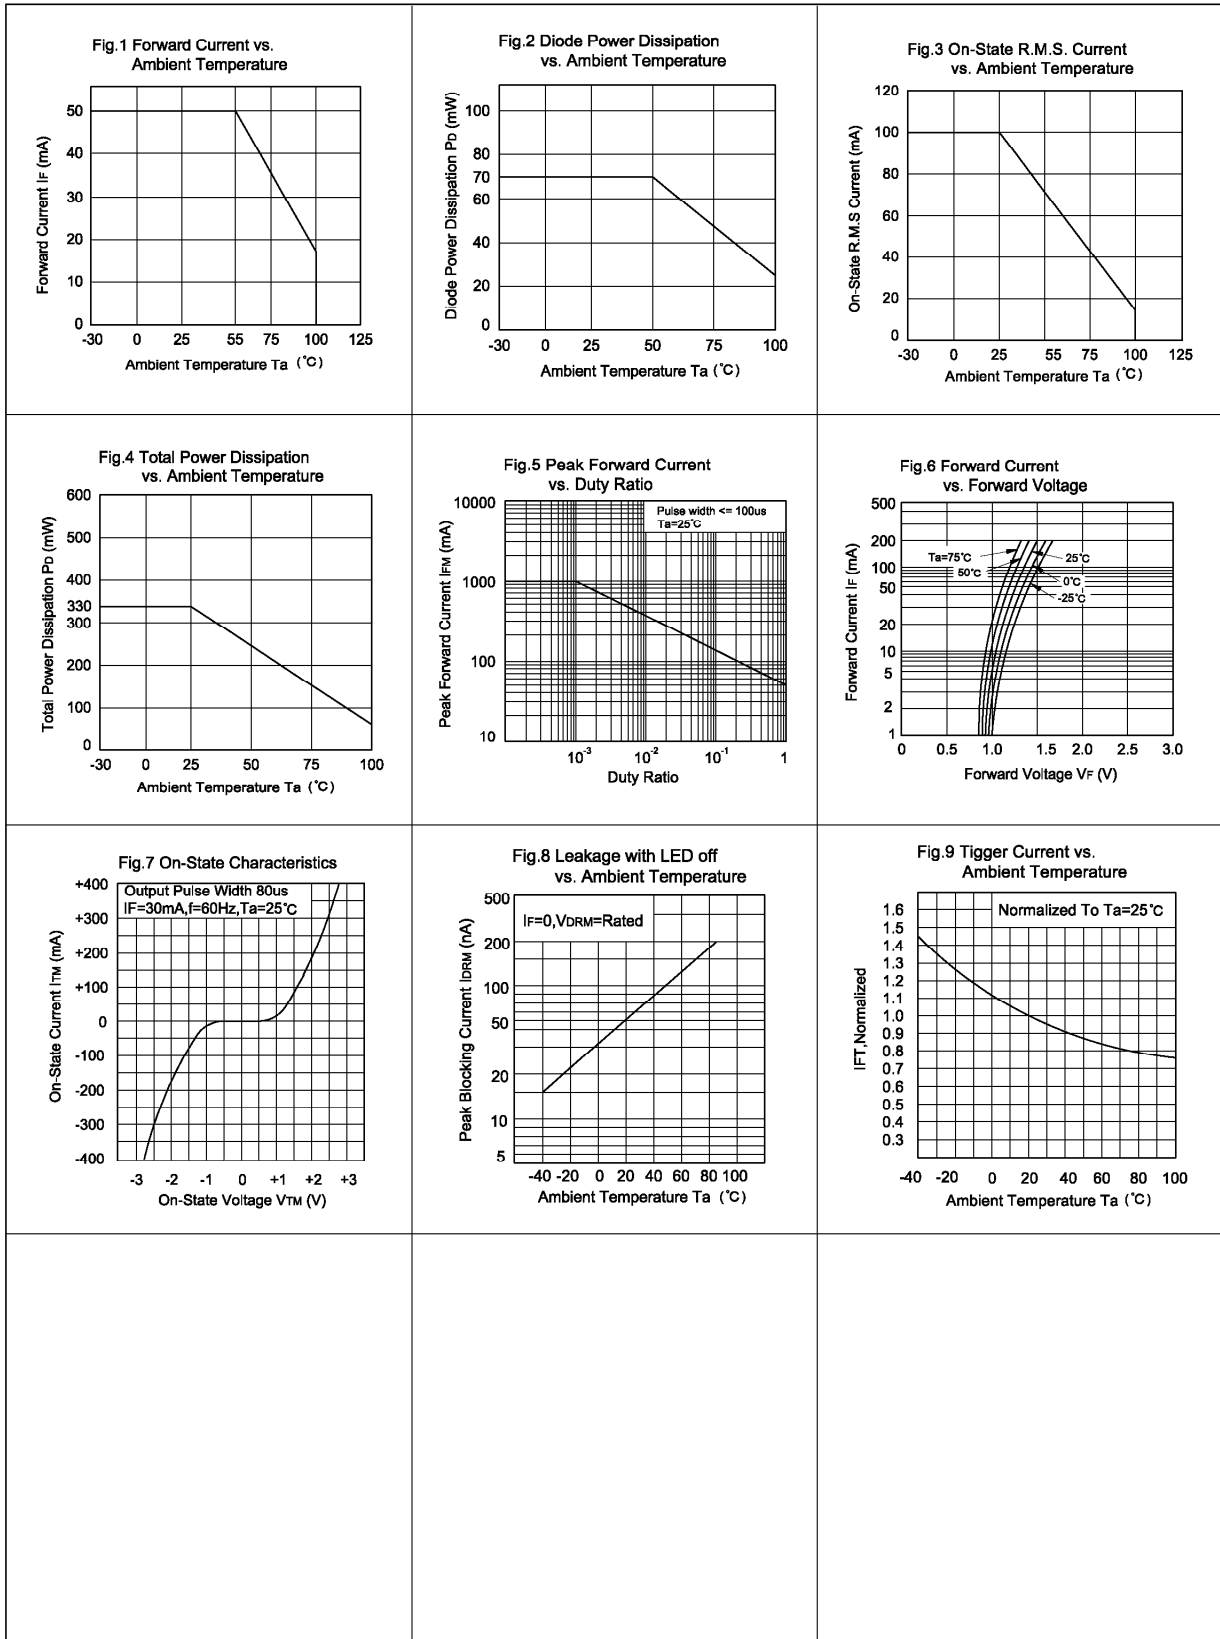 Fig.1 Forward Current vs.
Ambient Temperature
50
40
30
20
10
0
Forward Current IF (mA)
-30 0 25 55 75 100 125
Ambient Temperature Ta (°C)
Fig.2 Diode Power Dissipation
vs. Ambient Temperature
100
80
70
60
40
20
0
Diode Power Dissipation PD (mW)
-30 0 25 50 75 100
Ambient Temperature Ta (°C)
Fig.3 On-State R.M.S. Current
vs. Ambient Temperature
120
100
80
60
40
20
0
On-State R.M.S Current (mA)
-30 0 25 55 75 100 125
Ambient Temperature Ta (°C)
Fig.4 Total Power Dissipation
vs. Ambient Temperature
600
500
400
330
300
200
100
0
Total Power Dissipation PD (mW)
-30 0 25 50 75 100
Ambient Temperature Ta (°C)
Fig.5 Peak Forward Current
vs. Duty Ratio
Pulse width <= 100us
Ta=25°C
10000
1000
100
10
Peak Forward Current IFM (mA)
10-3 10-2 10-1 1
Duty Ratio
Fig.6 Forward Current
vs. Forward Voltage
500
200
100
50
20
10
5
2
1
Forward Current IF (mA)
Ta=75°C
50°C
25°C
0°C
-25°C
0 0.5 1.0 1.5 2.0 2.5 3.0
Forward Voltage VF (V)
Fig.7 On-State Characteristics
Output Pulse Width 80us
IF=30mA,f=60Hz,Ta=25°C
+400
+300
+200
+100
0
-100
-200
-300
-400
On-State Current ITM (mA)
-3 -2 -1 0 +1 +2 +3
On-State Voltage VTM (V)
Fig.8 Leakage with LED off
vs. Ambient Temperature
IF=0,VDRM=Rated
500
200
100
50
20
10
5
Peak Blocking Current IDRM (nA)
-40 -20 0 20 40 60 80 100
Ambient Temperature Ta (°C)
Fig.9 Tigger Current vs.
Ambient Temperature
Normalized To Ta=25°C
1.6
1.5
1.4
1.3
1.2
1.1
1.0
0.9
0.8
0.7
0.6
0.5
0.4
0.3
IFT,Normalized
-40 -20 0 20 40 60 80 100
Ambient Temperature Ta (°C)